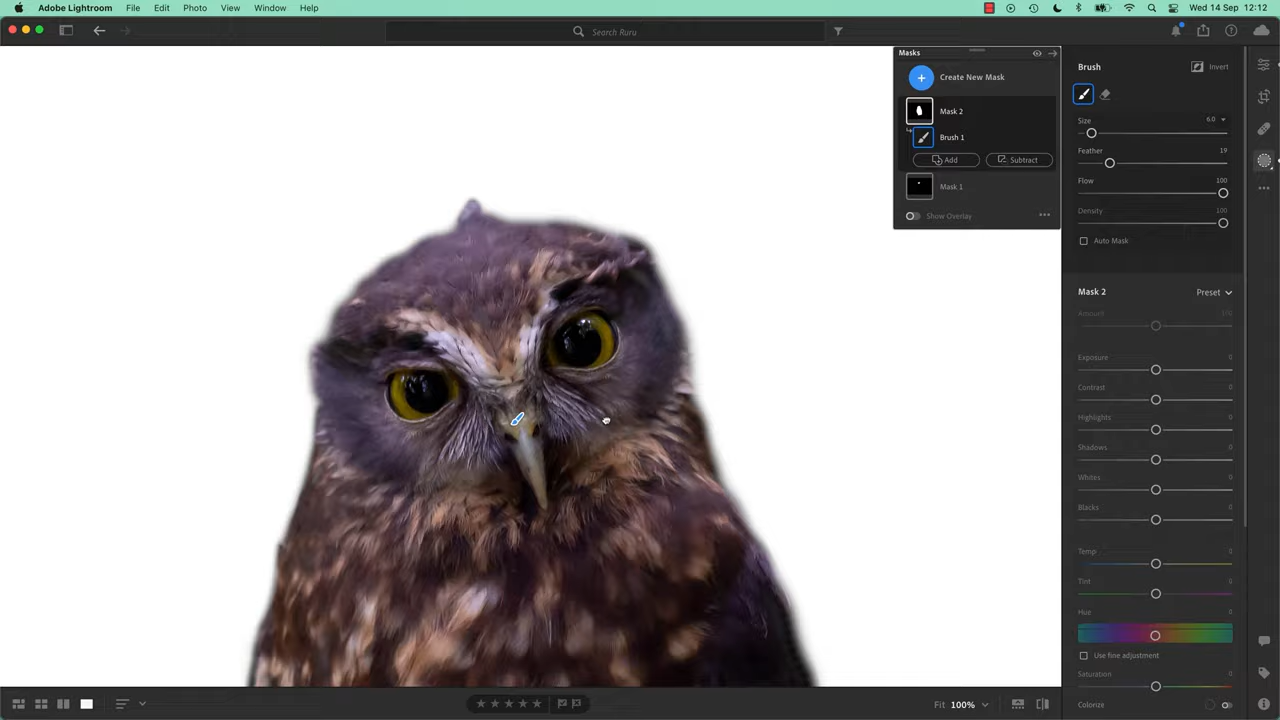 Adobe Lightroom File Edit Photo View Window Help Wed 14 Sep 12:12
Search Ruru
Masks
Create New Mask
Mask 2
Brush 1
Add Subtract
Mask 1
Show Overlay
Brush Invert
Size 6.0
Feather 19
Flow 100
Density 100
Auto Mask
Mask 2 Preset
Amount 100
Exposure 0
Contrast 0
Highlights 0
Shadows 0
Whites 0
Blacks 0
Temp 0
Tint 0
Hue 0
Use fine adjustment
Saturation 0
Colorize
Fit 100%